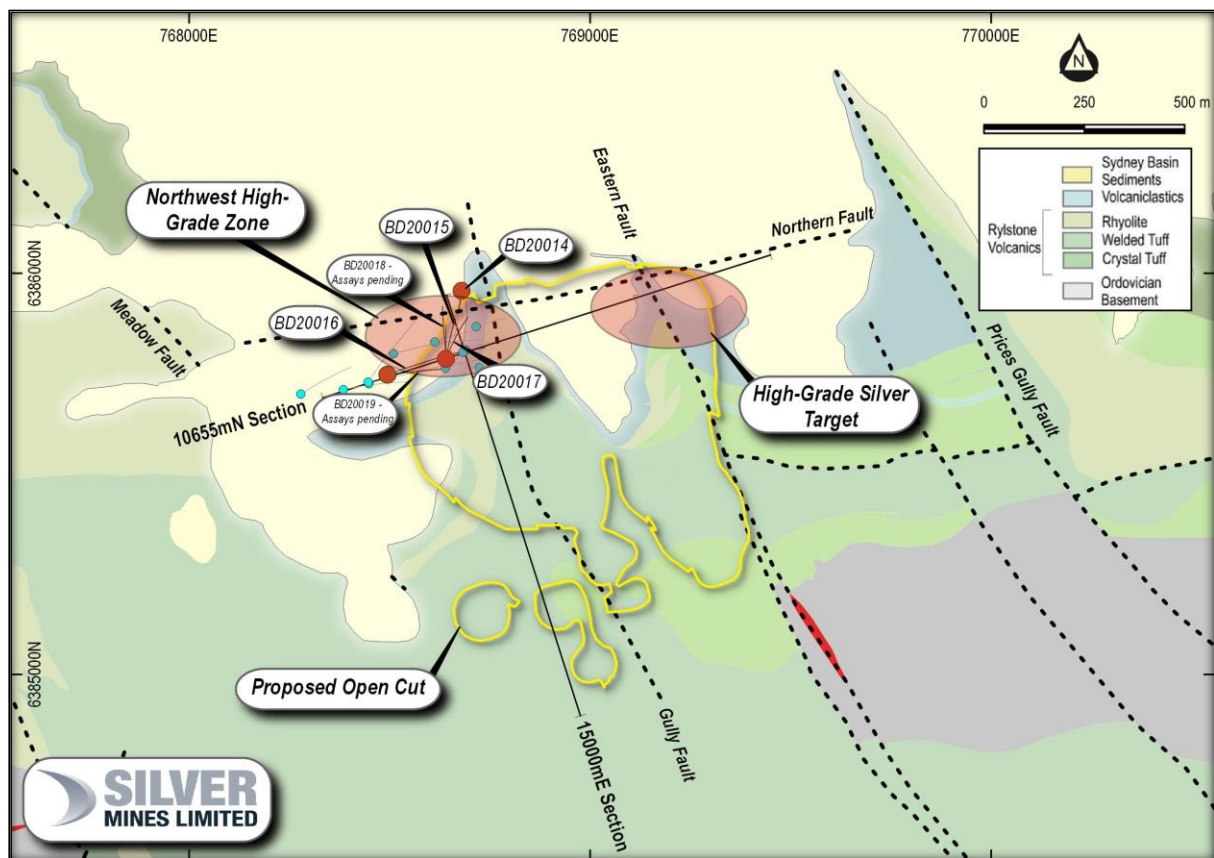 768000E
769000E
770000E
N
0
250
500 m
Sydney Basin
Sediments
Volcaniclastics
Rylstone
Volcanics
Rhyolite
Welded Tuff
Crystal Tuff
Ordovician
Basement
Northwest High-
Grade Zone
BD20015
BD20014
Eastern Fault
Northern Fault
6386000N
BD20018 -
Assays pending
Meadow Fault
BD20016
BD20017
BD20019 -
Assays pending
10655mN Section
High-Grade Silver
Target
Prices Gully Fault
6385000N
Proposed Open Cut
Gully Fault
15000mE Section
SILVER
MINES LIMITED